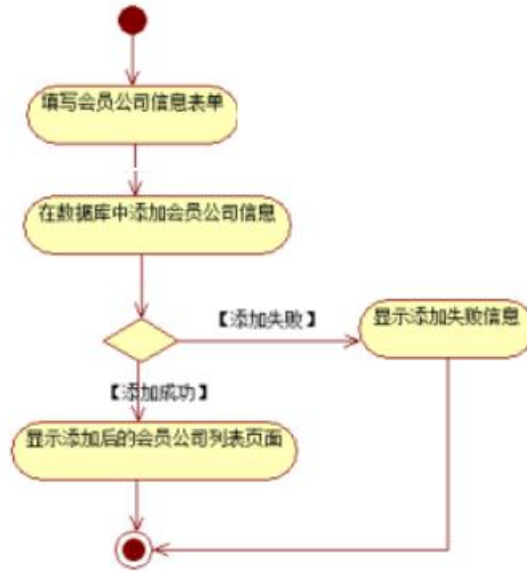 填写会员公司信息表单
在数据库中添加会员公司信息
【添加失败】
显示添加失败信息
【添加成功】
显示添加后的会员公司列表页面